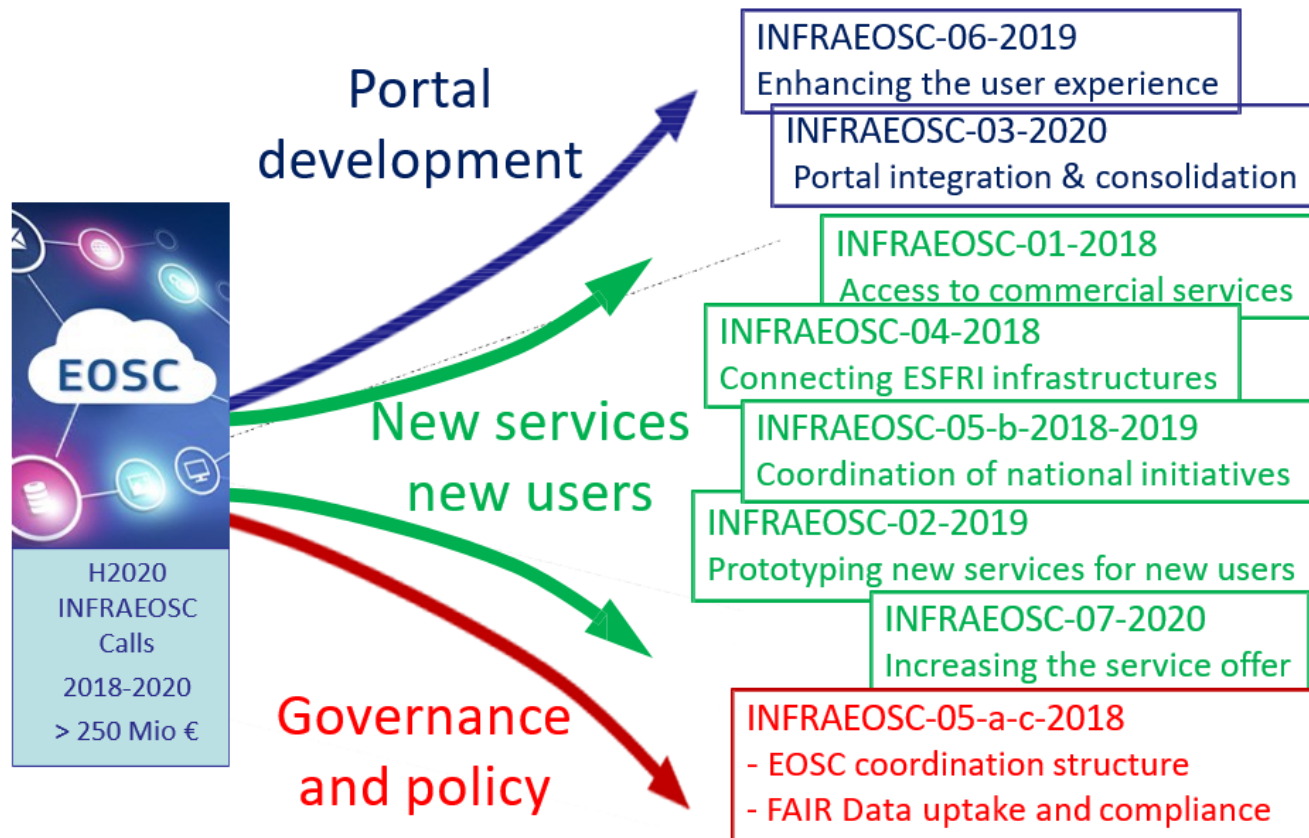 Portal
development
INFRAEOSC-06-2019
Enhancing the user experience
INFRAEOSC-03-2020
Portal integration & consolidation
EOSC
H2020
INFRAEOSC
Calls
2018-2020
> 250 Mio €
New services
new users
INFRAEOSC-01-2018
Access to commercial services
INFRAEOSC-04-2018
Connecting ESFRI infrastructures
INFRAEOSC-05-b-2018-2019
Coordination of national initiatives
INFRAEOSC-02-2019
Prototyping new services for new users
INFRAEOSC-07-2020
Increasing the service offer
Governance
and policy
INFRAEOSC-05-a-c-2018
- EOSC coordination structure
- FAIR Data uptake and compliance